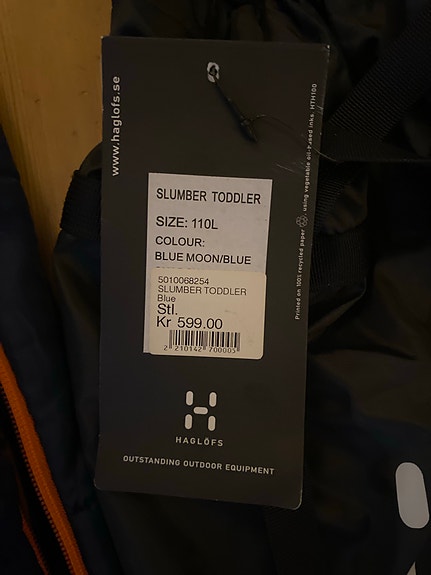 www.haglofs.se
Printed on 100% recycled paper using vegetable oil-based inks. HTH100
SLUMBER TODDLER
SIZE: 110L
COLOUR:
BLUE MOON/BLUE
5010068254
SLUMBER TODDLER
Blue
Stl.
Kr 599.00
2 210142 700005
HAGLÖFS
OUTSTANDING OUTDOOR EQUIPMENT